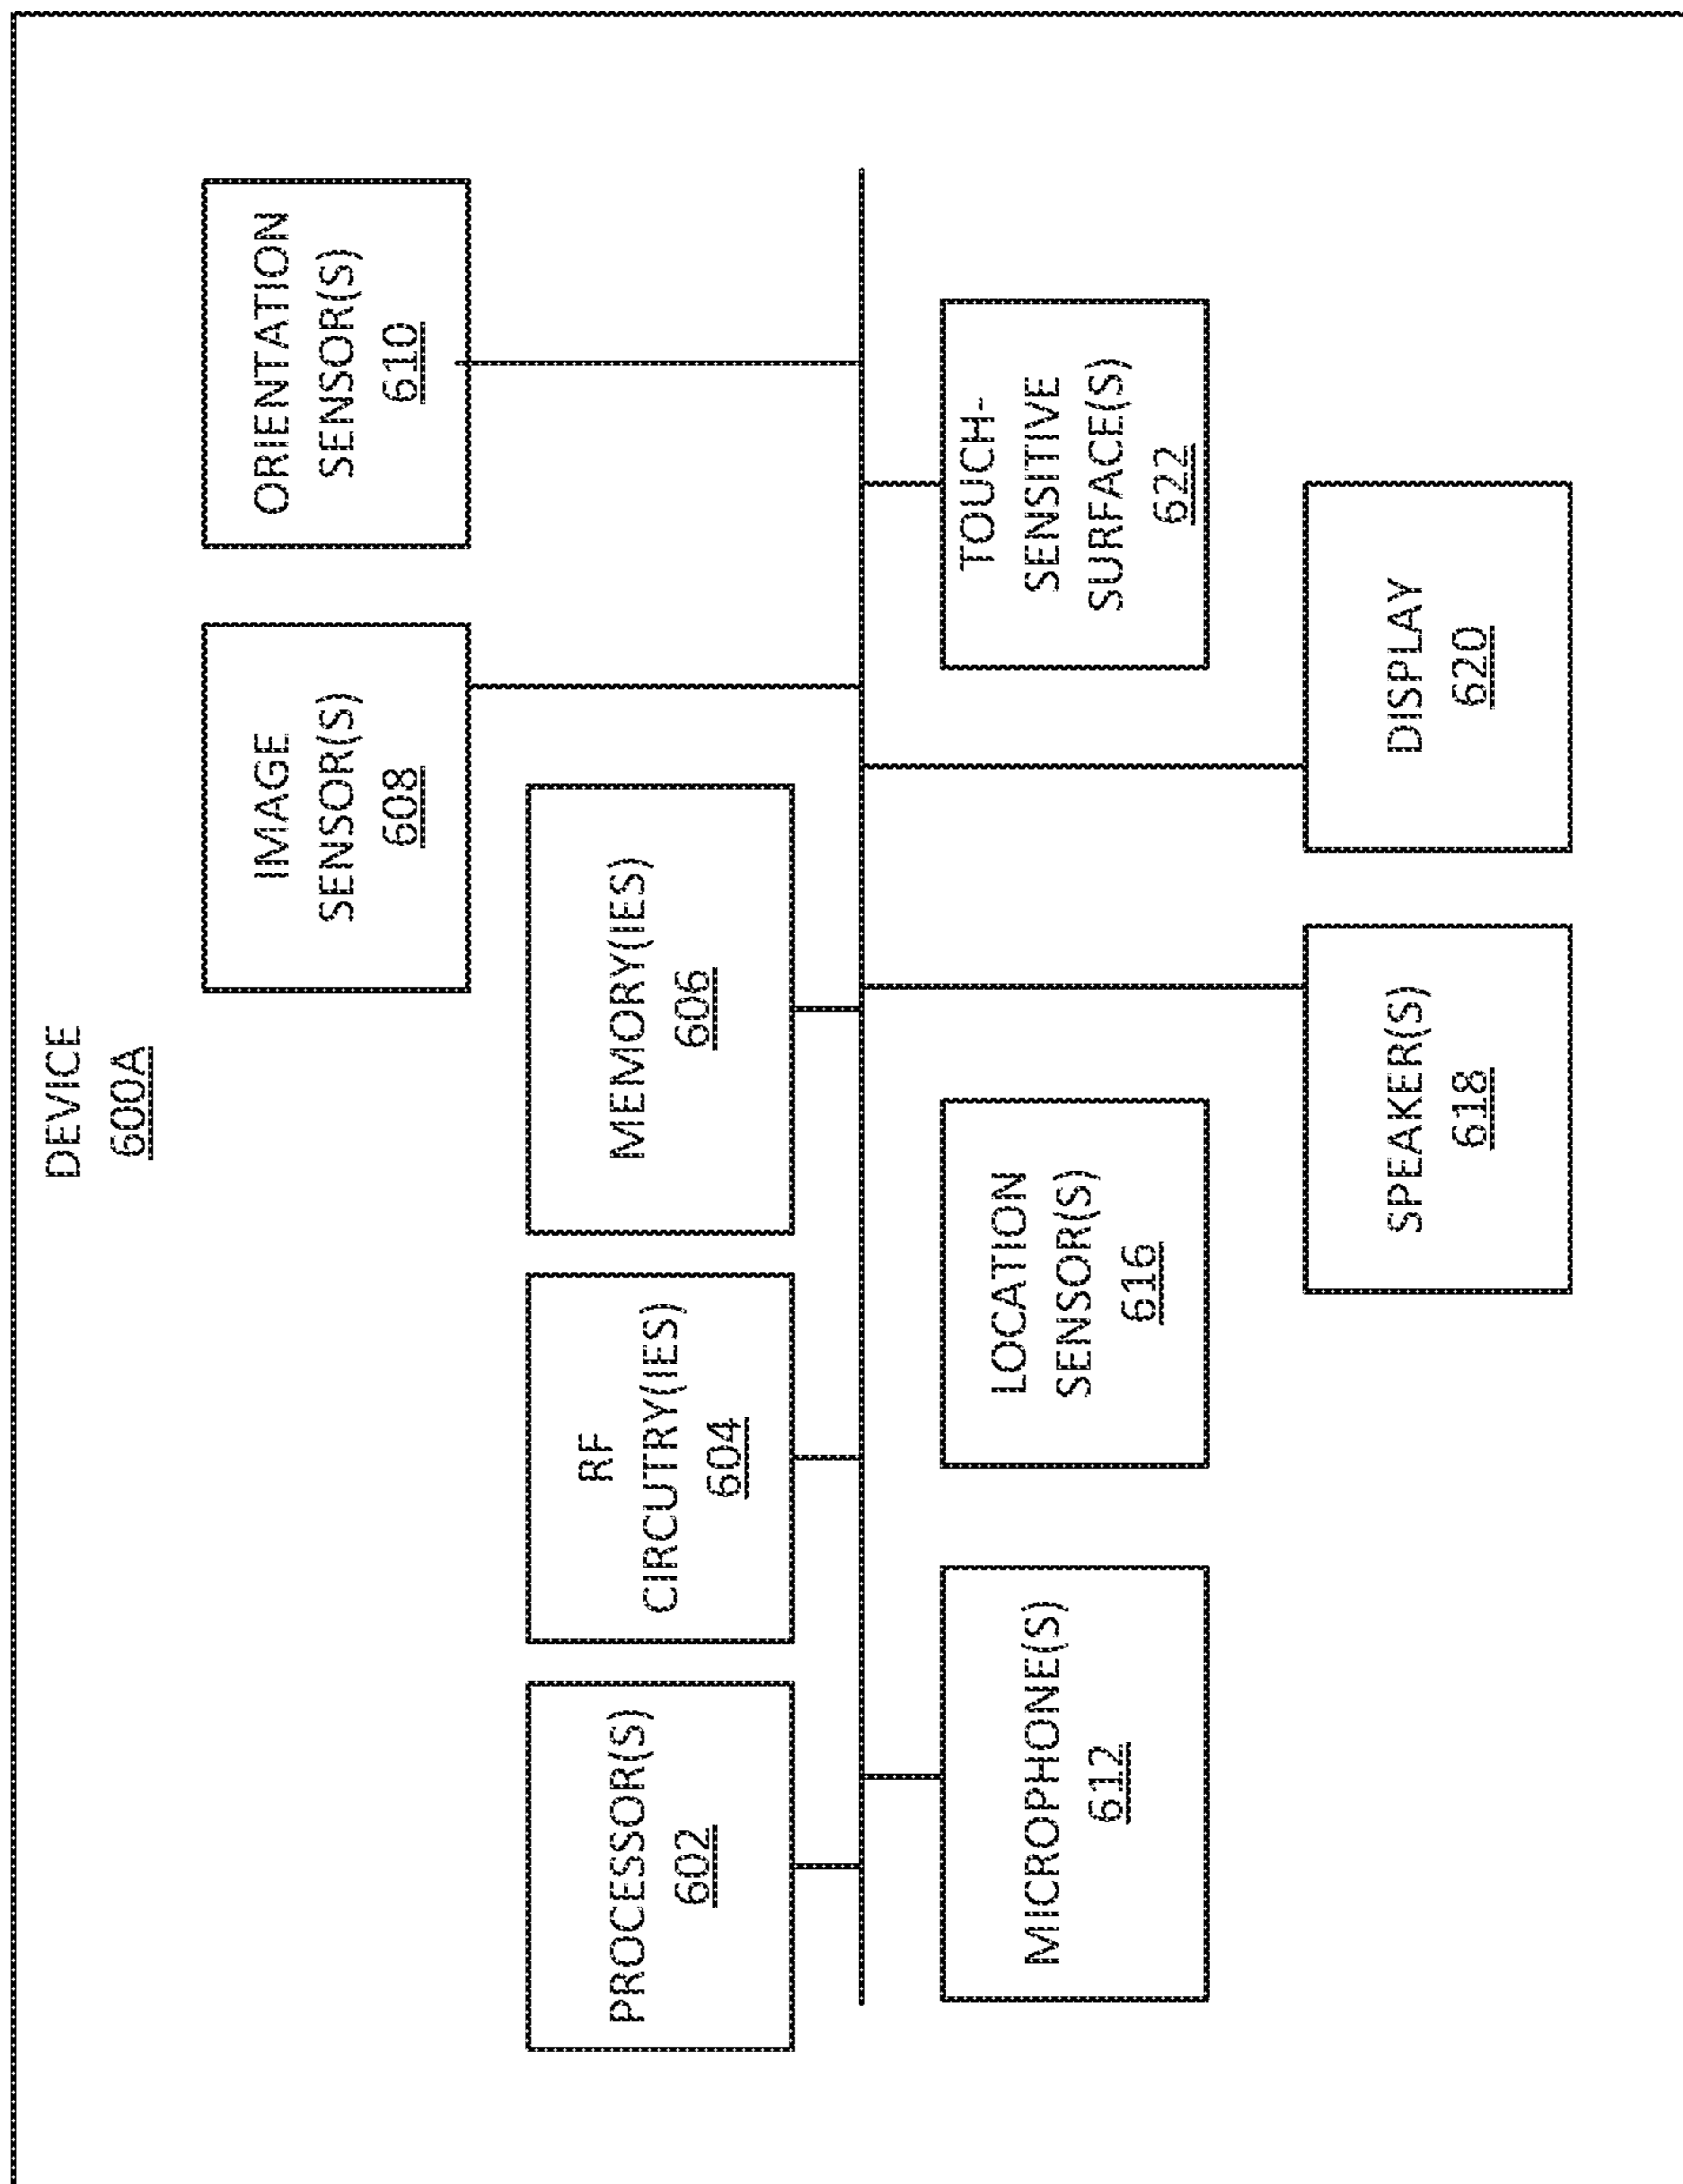 DEVICE
600A
ORIENTATION
SENSOR(S)
610
IMAGE
SENSOR(S)
608
MEMORY(IES)
606
RF
CIRCUTRY(IES)
604
PROCESSOR(S)
602
TOUCH-
SENSITIVE
SURFACE(S)
622
LOCATION
SENSOR(S)
616
MICROPHONE(S)
612
DISPLAY
620
SPEAKER(S)
618